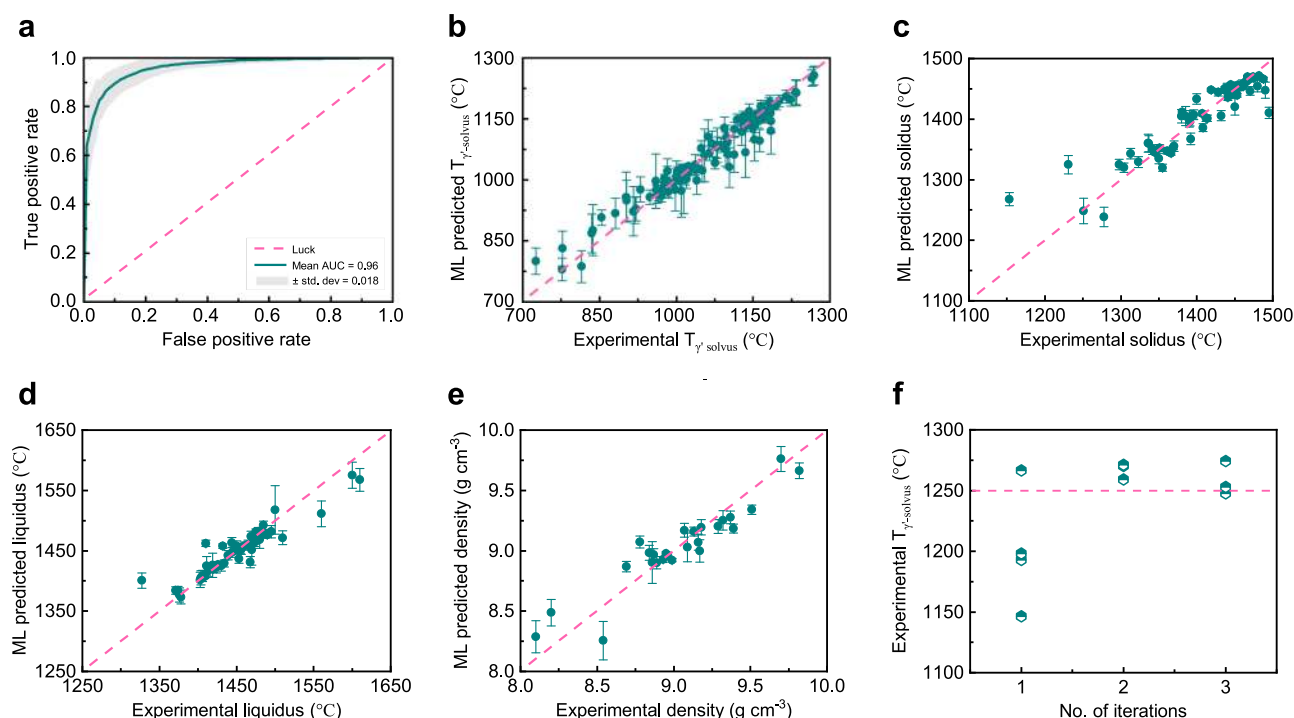 a
True positive rate
1.0
0.8
0.6
0.4
0.2
0.0
0.0 0.2 0.4 0.6 0.8 1.0
False positive rate
Luck
Mean AUC = 0.96
± std. dev = 0.018
b
ML predicted Tγ'-solvus (°C)
1300
1150
1000
850
700
700 850 1000 1150 1300
Experimental Tγ' solvus (°C)
c
ML predicted solidus (°C)
1500
1400
1300
1200
1100
1100 1200 1300 1400 1500
Experimental solidus (°C)
d
ML predicted liquidus (°C)
1650
1550
1450
1350
1250
1250 1350 1450 1550 1650
Experimental liquidus (°C)
e
ML predicted density (g cm-3)
10.0
9.5
9.0
8.5
8.0
8.0 8.5 9.0 9.5 10.0
Experimental density (g cm-3)
f
Experimental Tγ'-solvus (°C)
1300
1250
1200
1150
1100
1 2 3
No. of iterations